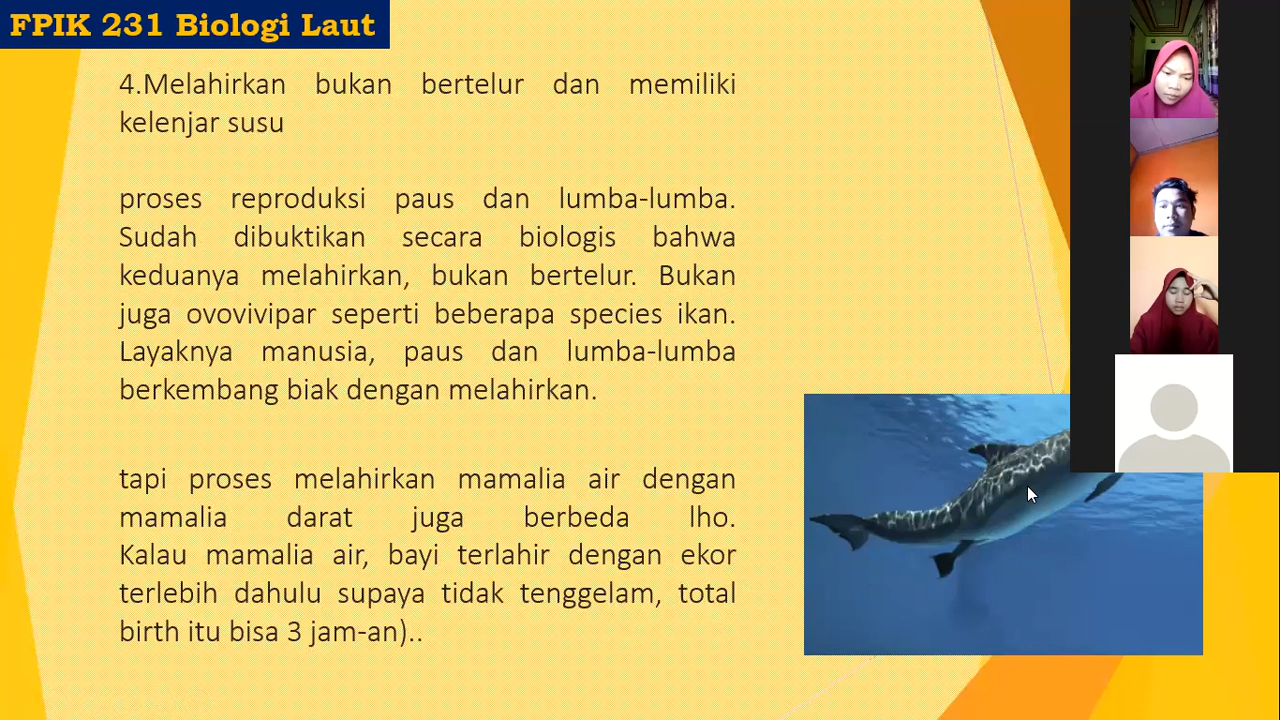 FPIK 231 Biologi Laut
4.Melahirkan bukan bertelur dan memiliki
kelenjar susu
proses reproduksi paus dan lumba-lumba.
Sudah dibuktikan secara biologis bahwa
keduanya melahirkan, bukan bertelur. Bukan
juga ovovivipar seperti beberapa species ikan.
Layaknya manusia, paus dan lumba-lumba
berkembang biak dengan melahirkan.
tapi proses melahirkan mamalia air dengan
mamalia darat juga berbeda lho.
Kalau mamalia air, bayi terlahir dengan ekor
terlebih dahulu supaya tidak tenggelam, total
birth itu bisa 3 jam-an)..